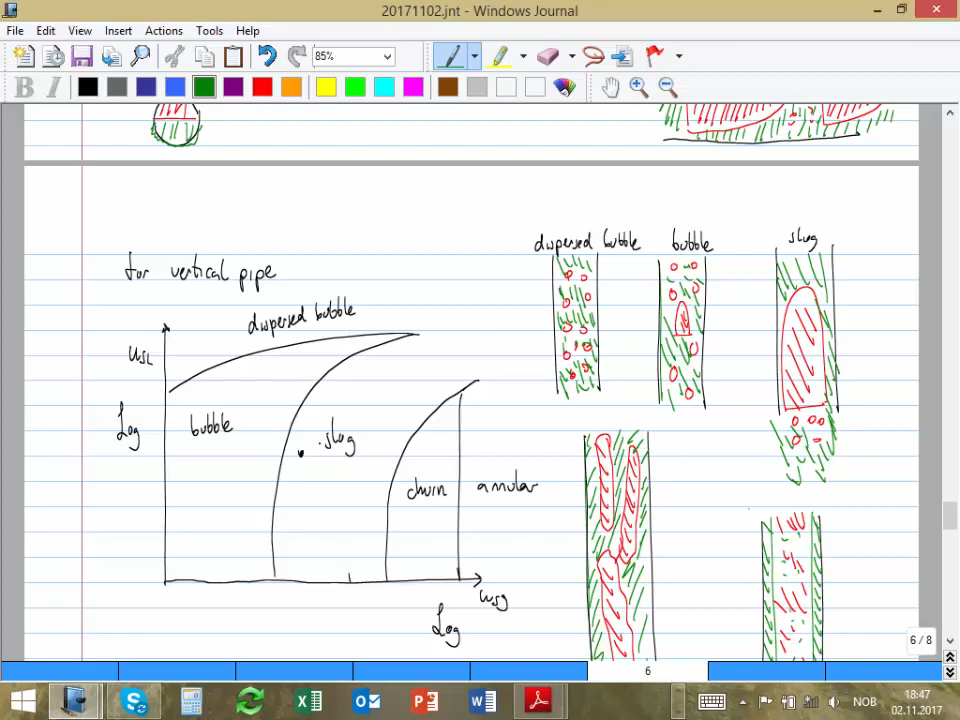 20171102.jnt - Windows Journal
File Edit View Insert Actions Tools Help
85%
B I
for vertical pipe
dispersed bubble
bubble
slug
dispersed bubble
uSL
Log
bubble
slug
churn
annular
uSG
Log
6 / 8
6
NOB
18:47
02.11.2017